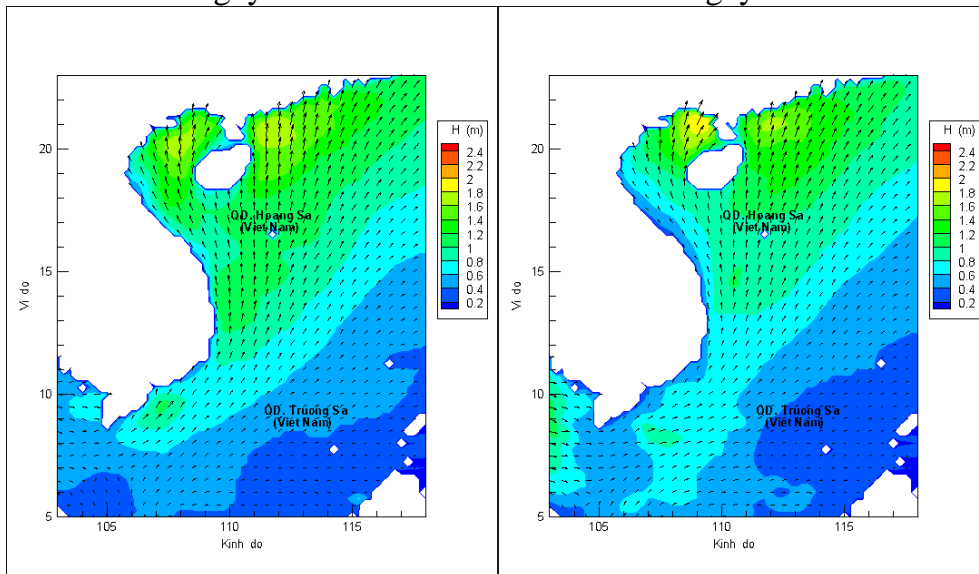 H (m)
2.4
2.2
2
1.8
1.6
1.4
1.2
1
0.8
0.6
0.4
0.2
QD. Hoang Sa
(Viet Nam)
QD. Truong Sa
(Viet Nam)
Vi do
20
15
10
5
105
110
115
Kinh do
H (m)
2.4
2.2
2
1.8
1.6
1.4
1.2
1
0.8
0.6
0.4
0.2
QD. Hoang Sa
(Viet Nam)
QD. Truong Sa
(Viet Nam)
Vi do
20
15
10
5
105
110
115
Kinh do